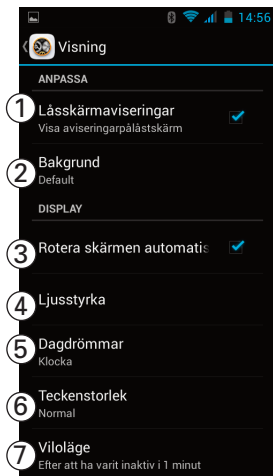 14:56
Visning
ANPASSA
1 Låsskärmaviseringar
Visa aviseringarpålåstskärm
2 Bakgrund
Default
DISPLAY
3 Rotera skärmen automatis
4 Ljusstyrka
5 Dagdrömmar
Klocka
6 Teckenstorlek
Normal
7 Viloläge
Efter att ha varit inaktiv i 1 minut